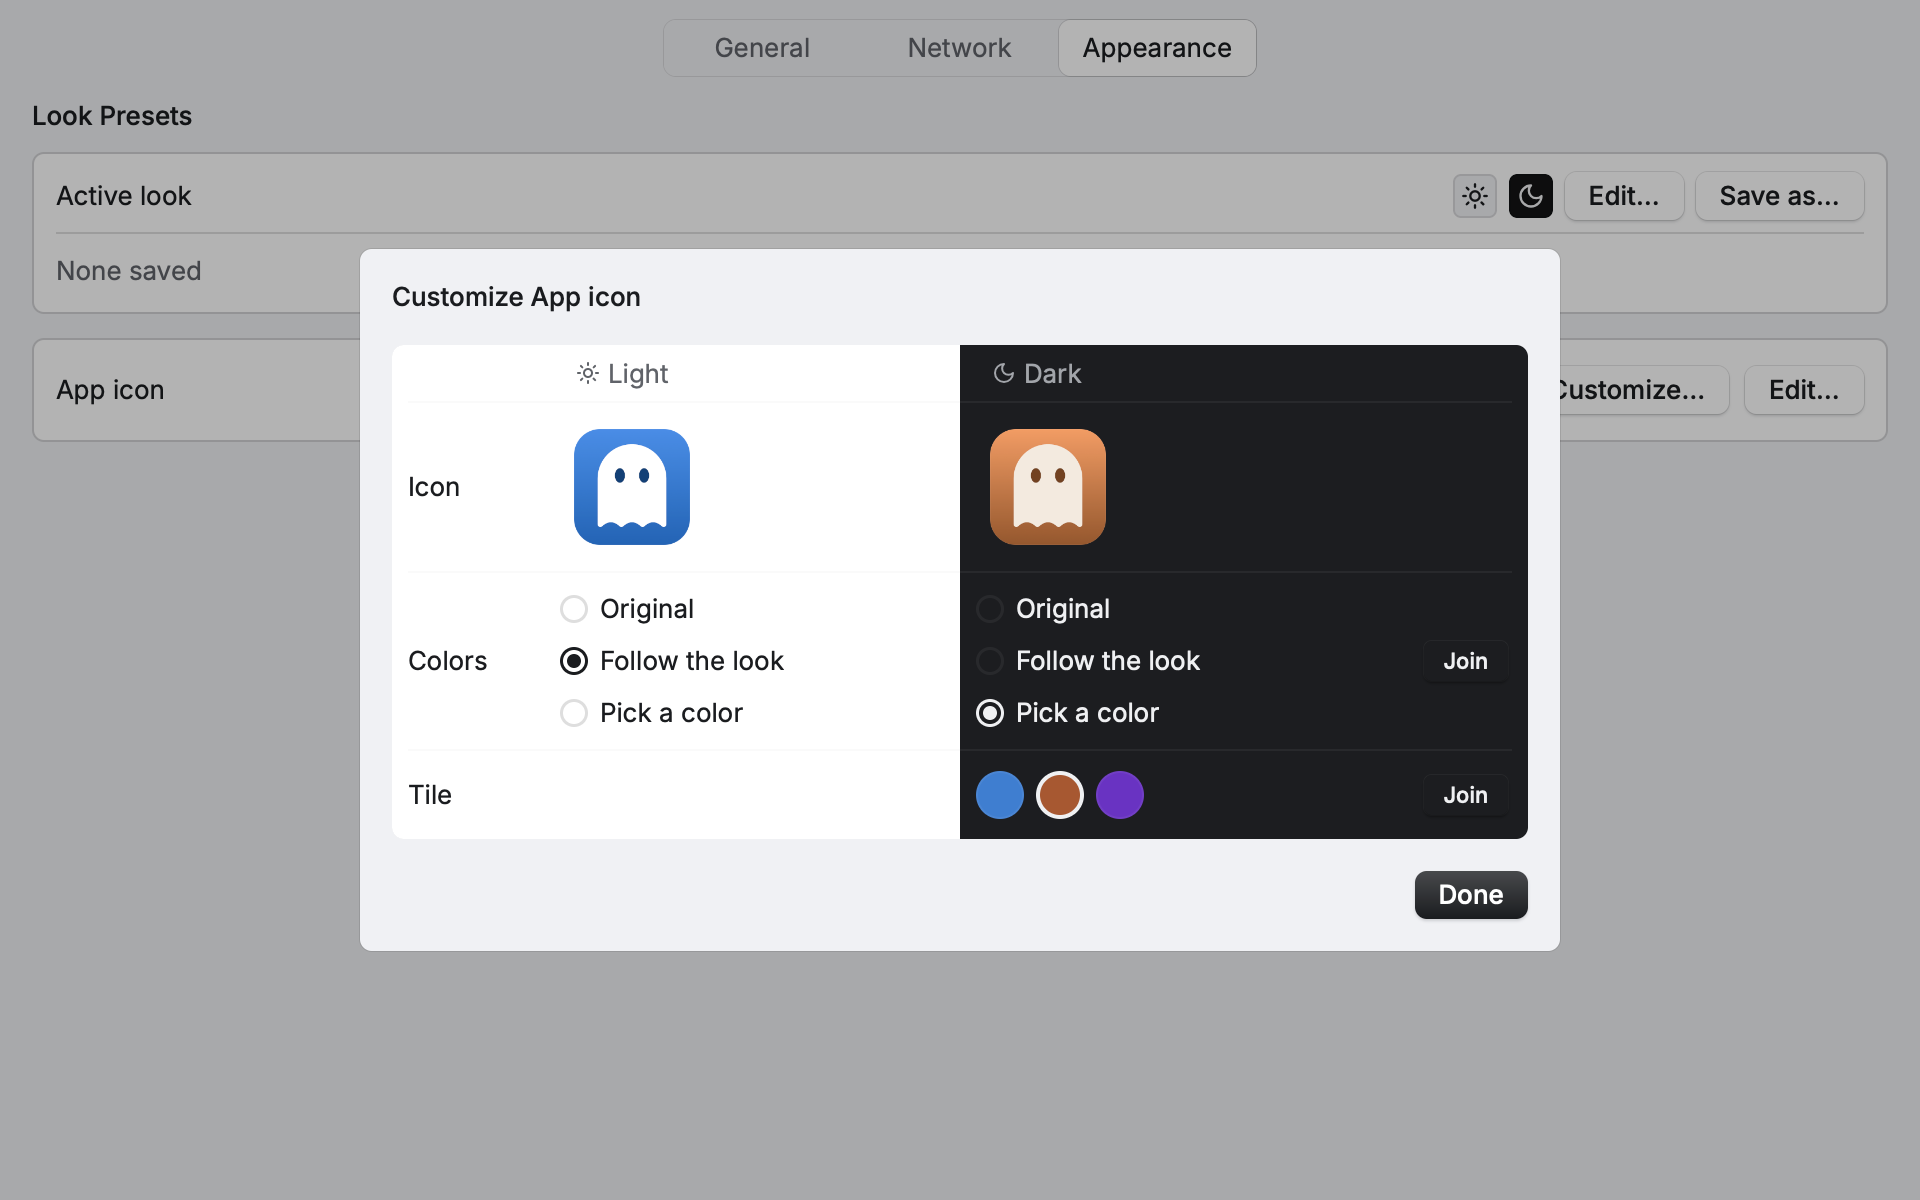 General Network Appearance
Look Presets
Active look Edit... Save as...
None saved
App icon Customize... Edit...
Customize App icon
Light Dark
Icon
Original Original
Colors Follow the look Follow the look Join
Pick a color Pick a color
Tile Join
Done